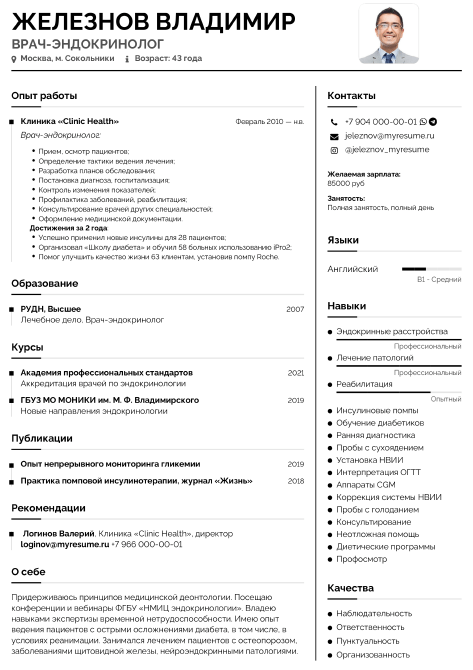 ЖЕЛЕЗНОВ ВЛАДИМИР
ВРАЧ-ЭНДОКРИНОЛОГ
Москва, м. Сокольники Возраст: 43 года
Опыт работы
Клиника «Clinic Health» Февраль 2010 — н.в.
Врач-эндокринолог:
Прием, осмотр пациентов;
Определение тактики ведения лечения;
Разработка планов обследования;
Постановка диагноза, госпитализация;
Контроль изменения показателей;
Профилактика заболеваний, реабилитация;
Консультирование врачей других специальностей;
Оформление медицинской документации.
Достижения за 2 года:
Успешно применил новые инсулины для 28 пациентов;
Организовал «Школу диабета» и обучил 58 больных использованию iPro2;
Помог улучшить качество жизни 63 клиентам, установив помпу Roche.
Образование
РУДН, Высшее 2007
Лечебное дело, Врач-эндокринолог
Курсы
Академия профессиональных стандартов 2021
Аккредитация врачей по эндокринологии
ГБУЗ МО МОНИКИ им. М. Ф. Владимирского 2019
Новые направления эндокринологии
Публикации
Опыт непрерывного мониторинга гликемии 2019
Практика помповой инсулинотерапии, журнал «Жизнь» 2018
Рекомендации
Логинов Валерий, Клиника «Clinic Health», директор
loginov@myresume.ru +7 966 000-00-01
О себе
Придерживаюсь принципов медицинской деонтологии. Посещаю
конференции и вебинары ФГБУ «НМИЦ эндокринологии». Владею
навыками экспертизы временной нетрудоспособности. Имею опыт
ведения пациентов с острыми осложнениями диабета, в том числе, в
условиях реанимации. Занимался лечением пациентов с остеопорозом,
заболеваниями щитовидной железы, нейроэндокринными патологиями.
Контакты
+7 904 000-00-01
jeleznov@myresume.ru
@jeleznov_myresume
Желаемая зарплата:
85000 руб
Занятость:
Полная занятость, полный день
Языки
Английский
B1 - Средний
Навыки
Эндокринные расстройства
Профессиональный
Лечение патологий
Профессиональный
Реабилитация
Опытный
Инсулиновые помпы
Обучение диабетиков
Ранняя диагностика
Пробы с сухоядением
Установка НВИИ
Интерпретация ОГТТ
Аппараты CGM
Коррекция системы НВИИ
Пробы с голоданием
Консультирование
Неотложная помощь
Диетические программы
Профосмотр
Качества
Наблюдательность
Ответственность
Пунктуальность
Организованность